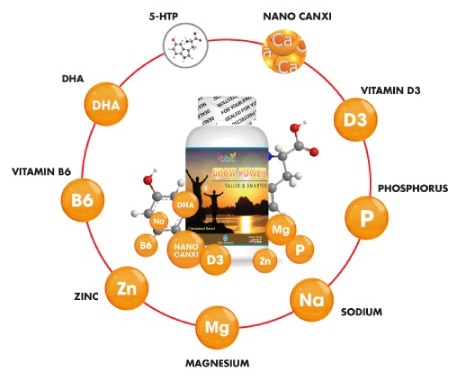 5-HTP
NANO CANXI
Ca
Ca
Ca
DHA
DHA
VITAMIN D3
D3
VITAMIN B6
B6
PHOSPHORUS
P
GROW POWER
TALLER & SMARTER
DHA
Na
B6
NANO
CANXI
D3
Mg
P
Zn
ZINC
Zn
Na
SODIUM
Mg
MAGNESIUM